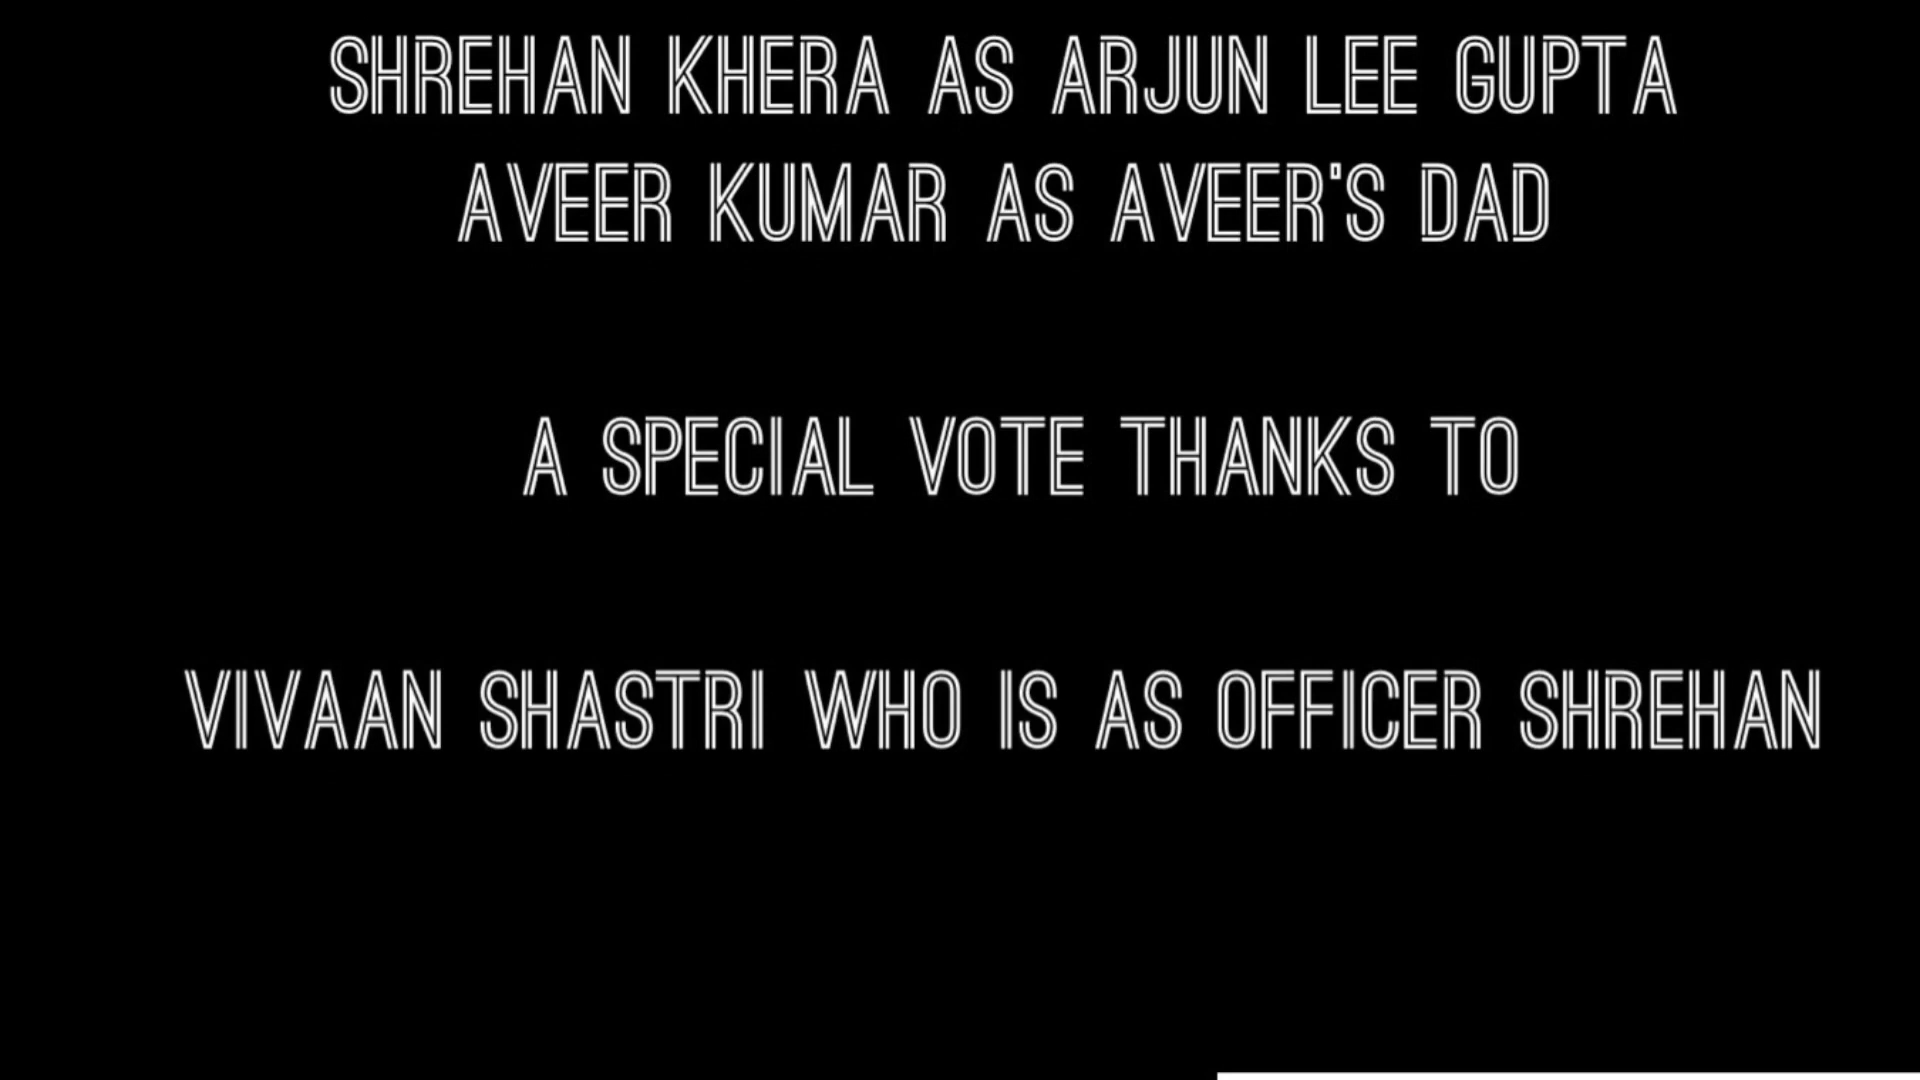 SHREHAN KHERA AS ARJUN LEE GUPTA
AVEER KUMAR AS AVEER'S DAD
A SPECIAL VOTE THANKS TO
VIVAAN SHASTRI WHO IS AS OFFICER SHREHAN